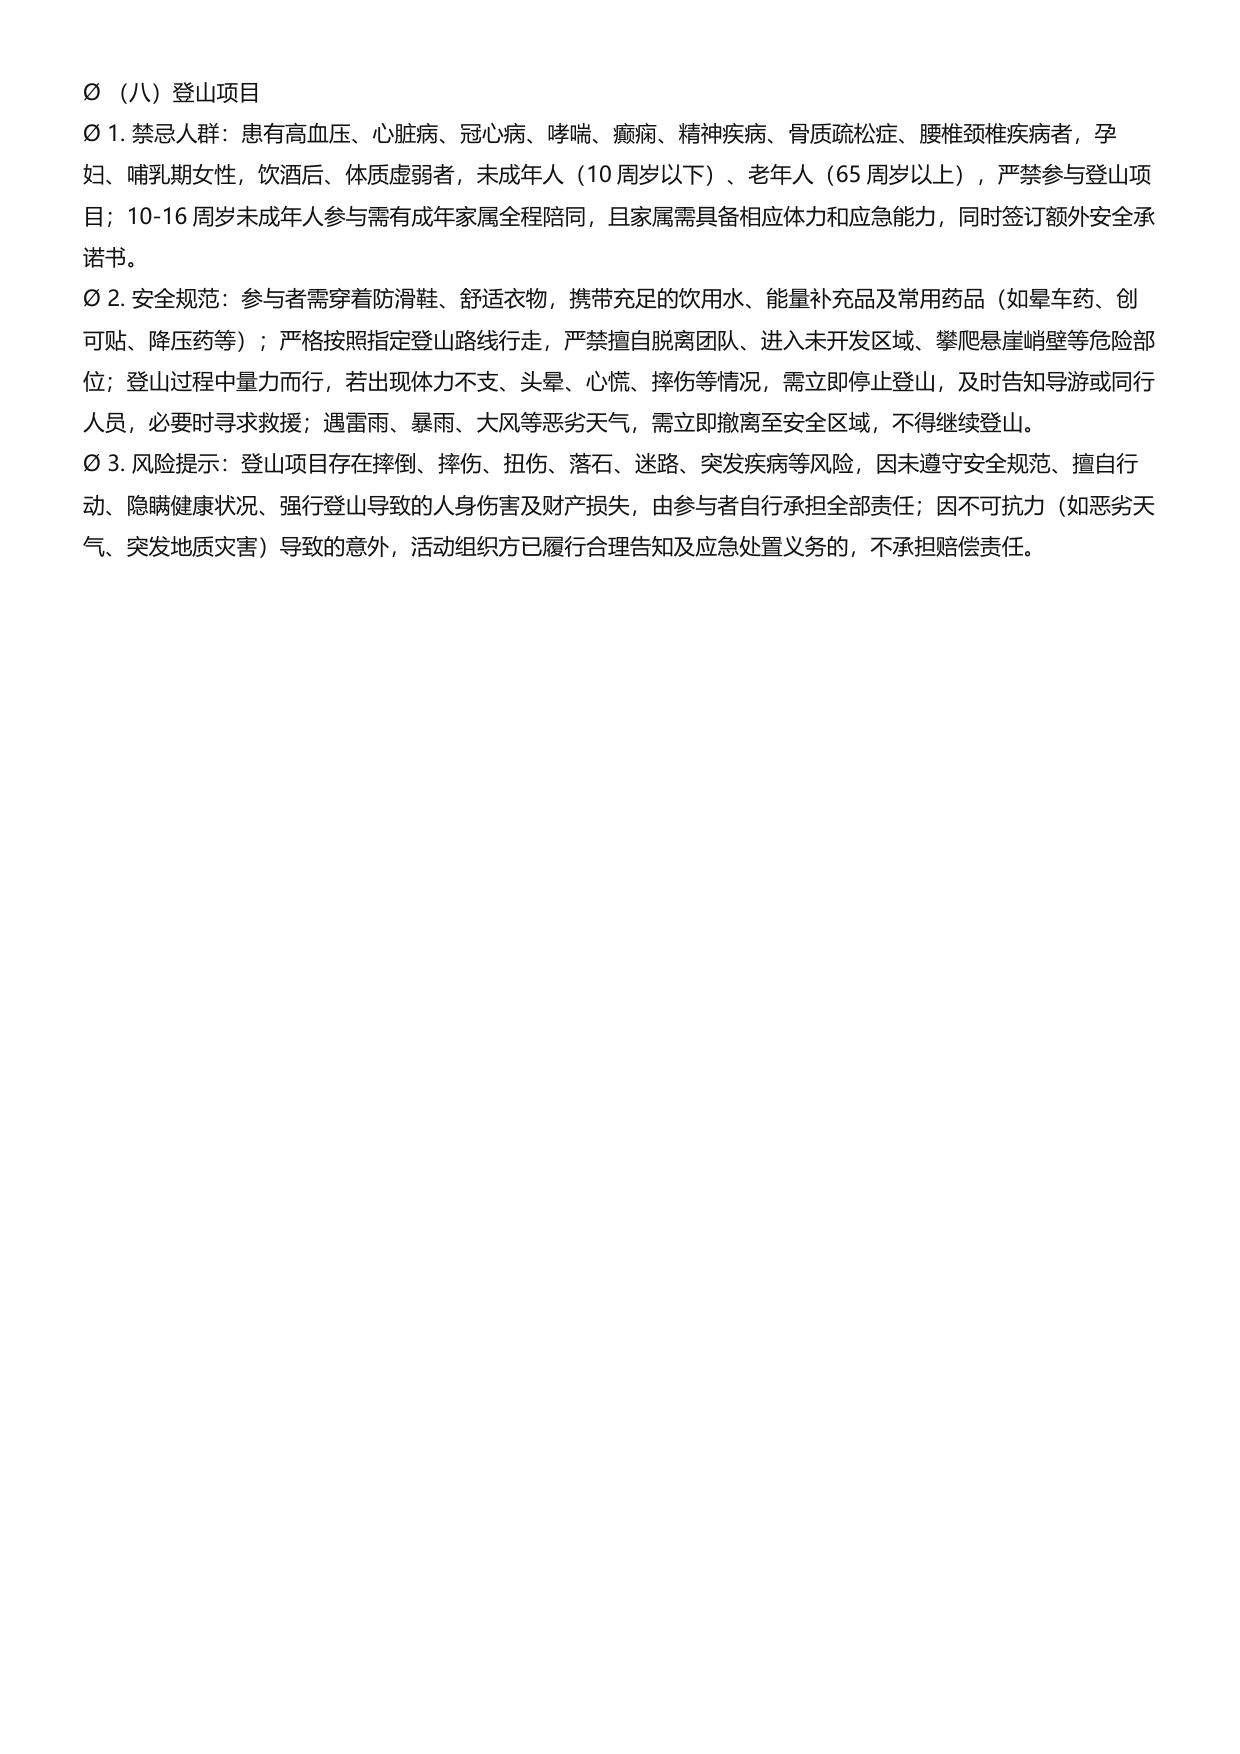 Ø （八）登山项目
Ø 1. 禁忌人群：患有高血压、心脏病、冠心病、哮喘、癫痫、精神疾病、骨质疏松症、腰椎颈椎疾病者，孕
妇、哺乳期女性，饮酒后、体质虚弱者，未成年人（10 周岁以下）、老年人（65 周岁以上），严禁参与登山项
目；10-16 周岁未成年人参与需有成年家属全程陪同，且家属需具备相应体力和应急能力，同时签订额外安全承
诺书。
Ø 2. 安全规范：参与者需穿着防滑鞋、舒适衣物，携带充足的饮用水、能量补充品及常用药品（如晕车药、创
可贴、降压药等）；严格按照指定登山路线行走，严禁擅自脱离团队、进入未开发区域、攀爬悬崖峭壁等危险部
位；登山过程中量力而行，若出现体力不支、头晕、心慌、摔伤等情况，需立即停止登山，及时告知导游或同行
人员，必要时寻求救援；遇雷雨、暴雨、大风等恶劣天气，需立即撤离至安全区域，不得继续登山。
Ø 3. 风险提示：登山项目存在摔倒、摔伤、扭伤、落石、迷路、突发疾病等风险，因未遵守安全规范、擅自行
动、隐瞒健康状况、强行登山导致的人身伤害及财产损失，由参与者自行承担全部责任；因不可抗力（如恶劣天
气、突发地质灾害）导致的意外，活动组织方已履行合理告知及应急处置义务的，不承担赔偿责任。